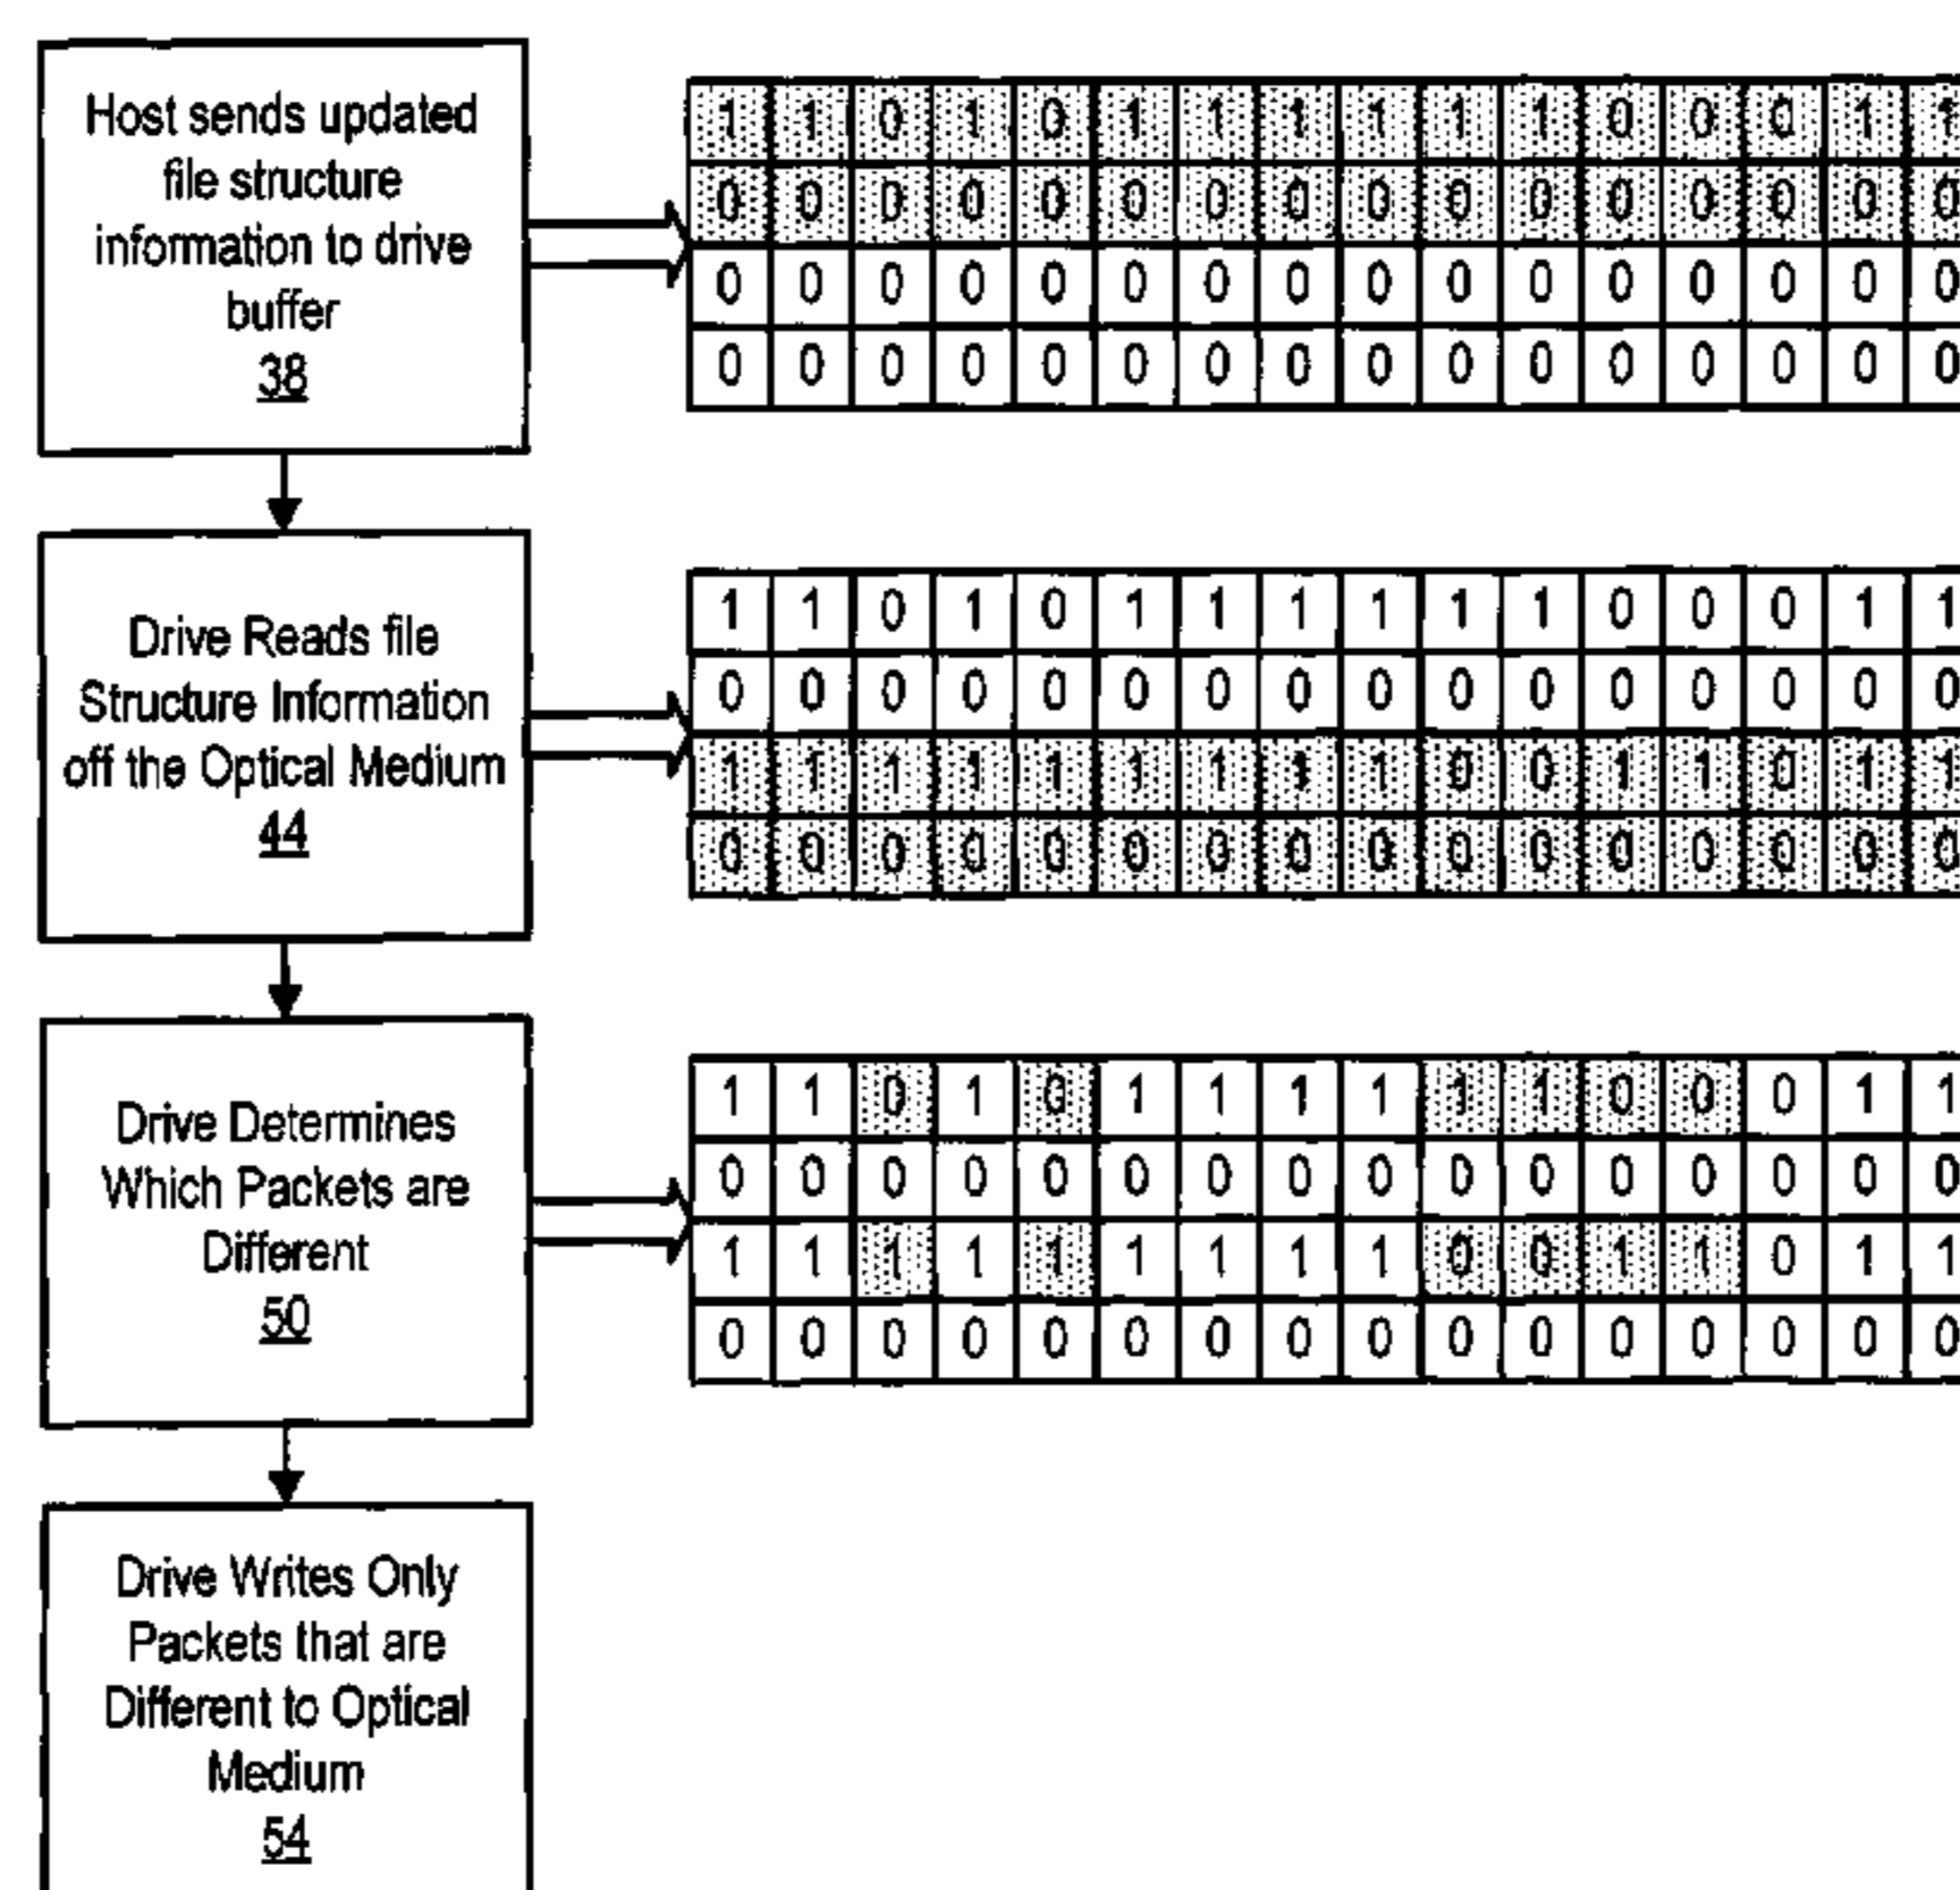 Host sends updated
file structure
information to drive
buffer
38
1 1 0 1 0 1 1 1 1 1 1 0 0 0 1 1
0 0 0 0 0 0 0 0 0 0 0 0 0 0 0 0
0 0 0 0 0 0 0 0 0 0 0 0 0 0 0 0
0 0 0 0 0 0 0 0 0 0 0 0 0 0 0 0
Drive Reads file
Structure Information
off the Optical Medium
44
1 1 0 1 0 1 1 1 1 1 1 0 0 0 1 1
0 0 0 0 0 0 0 0 0 0 0 0 0 0 0 0
1 1 1 1 1 1 1 1 1 0 0 1 1 0 1 1
0 0 0 0 0 0 0 0 0 0 0 0 0 0 0 0
Drive Determines
Which Packets are
Different
50
1 1 0 1 0 1 1 1 1 1 1 0 0 0 1 1
0 0 0 0 0 0 0 0 0 0 0 0 0 0 0 0
1 1 1 1 1 1 1 1 1 0 0 1 1 0 1 1
0 0 0 0 0 0 0 0 0 0 0 0 0 0 0 0
Drive Writes Only
Packets that are
Different to Optical
Medium
54